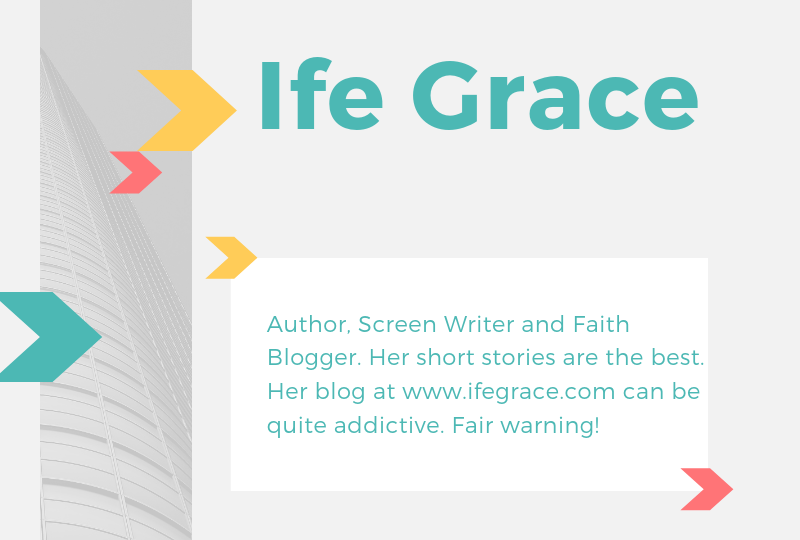 Ife Grace
Author, Screen Writer and Faith
Blogger. Her short stories are the best.
Her blog at www.ifegrace.com can be
quite addictive. Fair warning!